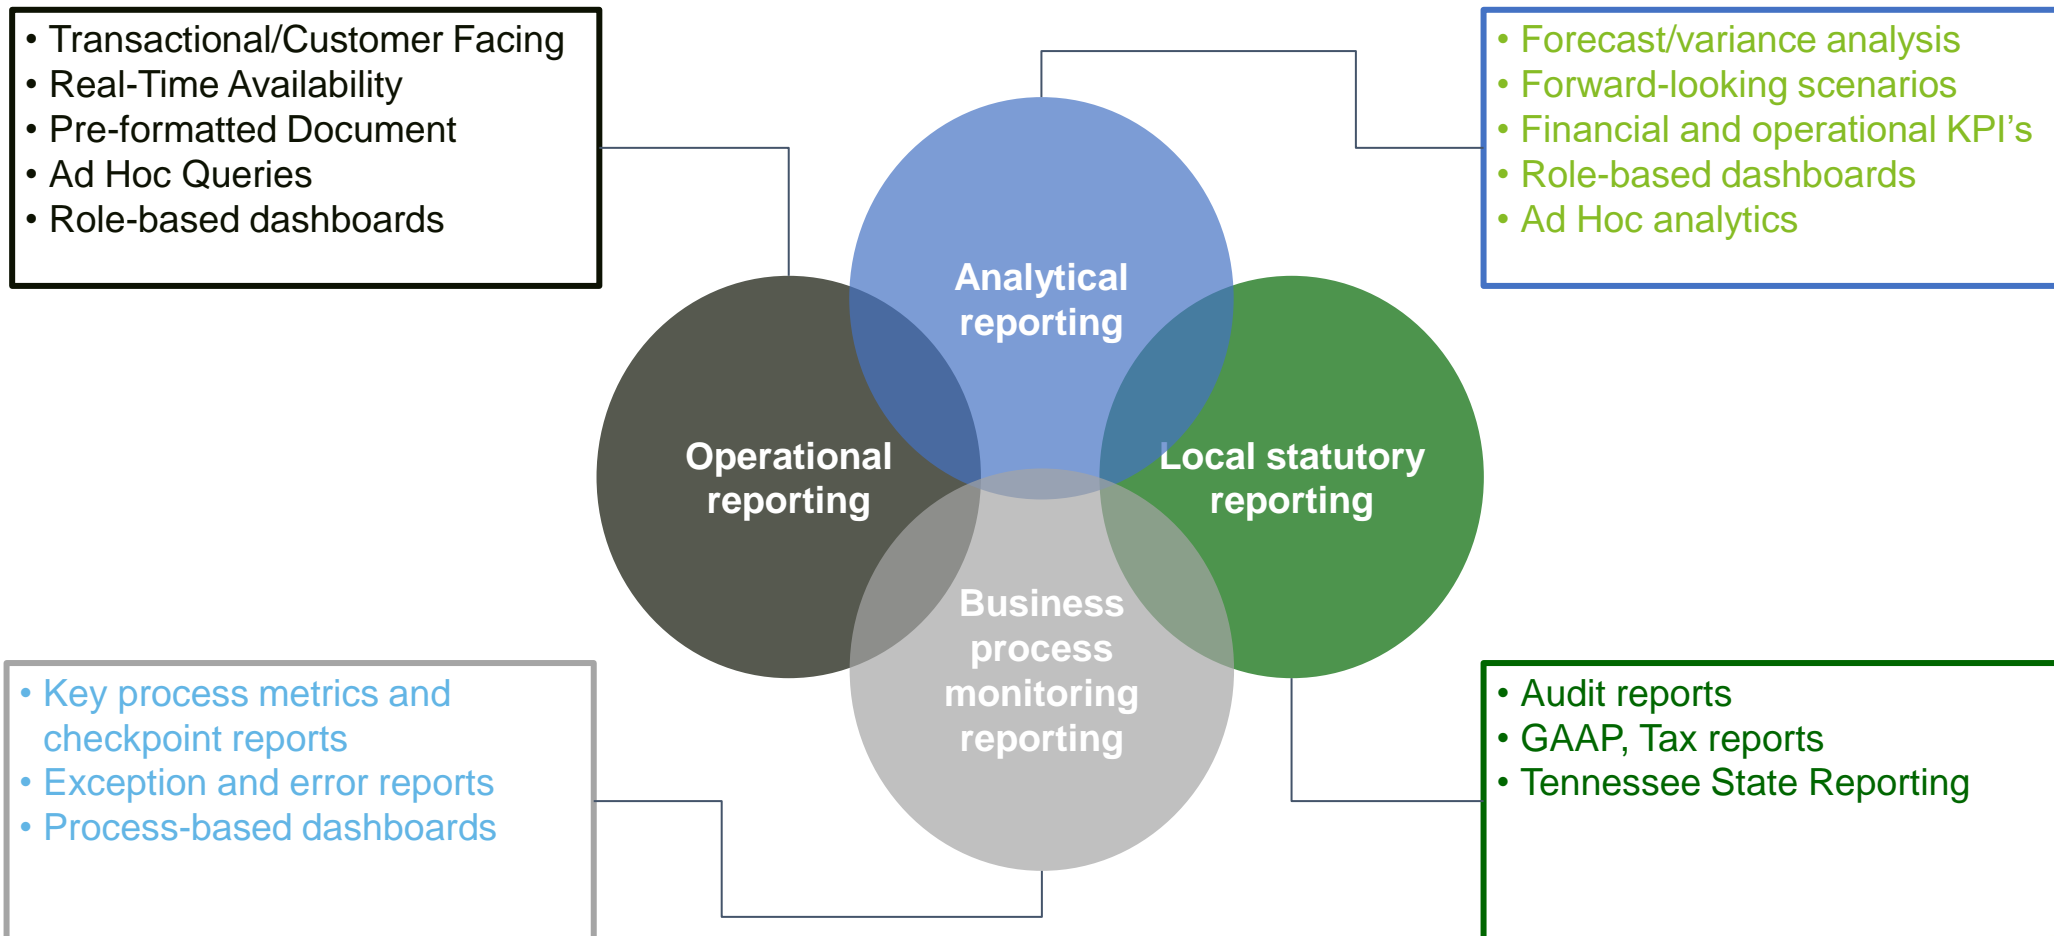 • Transactional/Customer Facing
• Real-Time Availability
• Pre-formatted Document
• Ad Hoc Queries
• Role-based dashboards
• Forecast/variance analysis
• Forward-looking scenarios
• Financial and operational KPI’s
• Role-based dashboards
• Ad Hoc analytics
Analytical
reporting
Operational
reporting
Local statutory
reporting
Business
process
monitoring
reporting
• Key process metrics and
checkpoint reports
• Exception and error reports
• Process-based dashboards
• Audit reports
• GAAP, Tax reports
• Tennessee State Reporting